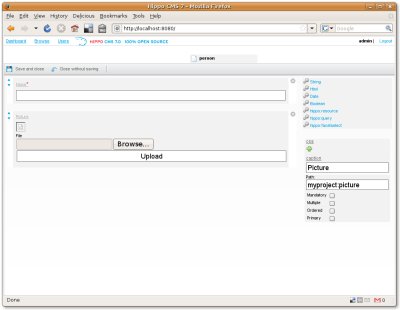 Hippo CMS 7 - Mozilla Firefox
File Edit View History Delicious Bookmarks Tools Help
http://localhost:8080/
Google
Dashboard Browse Users HIPPO CMS 7.0 100% OPEN SOURCE admin | Logout
person
Save and close Close without saving
Name*
String
Html
Date
Boolean
hippo:resource
hippo:query
hippo:facetselect
Picture
File
Browse...
Upload
css
caption
Picture
Path:
myproject:picture
Mandatory
Multiple
Ordered
Primary
Done
0